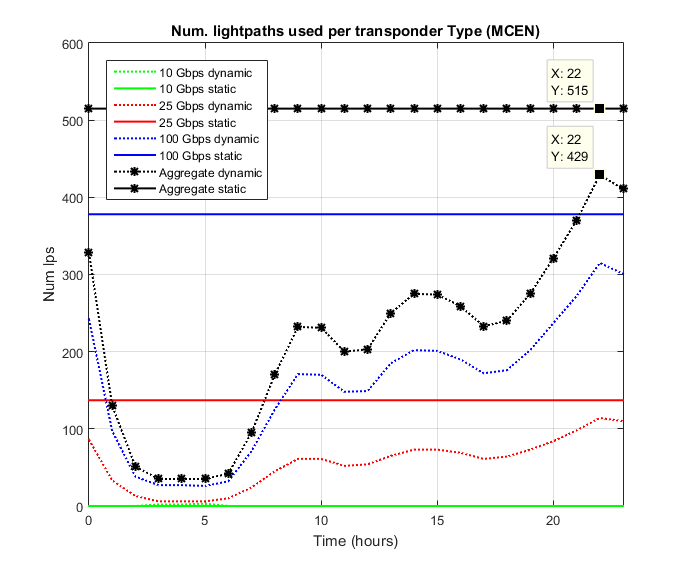 Num. lightpaths used per transponder Type (MCEN)
600
500
400
300
200
100
0
Num lps
10 Gbps dynamic
10 Gbps static
25 Gbps dynamic
25 Gbps static
100 Gbps dynamic
100 Gbps static
Aggregate dynamic
Aggregate static
X: 22
Y: 515
X: 22
Y: 429
0
5
10
15
20
Time (hours)